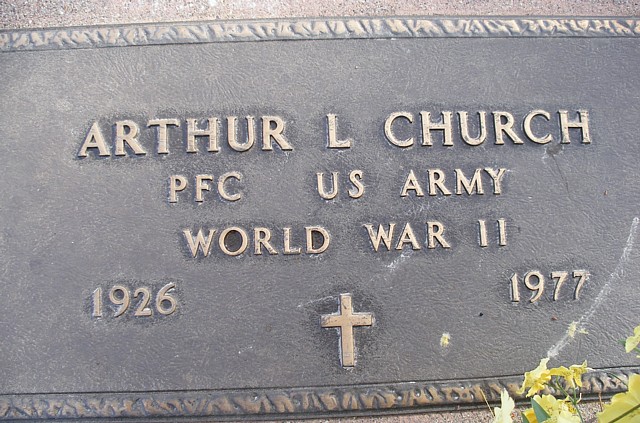 ARTHUR L CHURCH
PFC US ARMY
WORLD WAR II
1926 1977